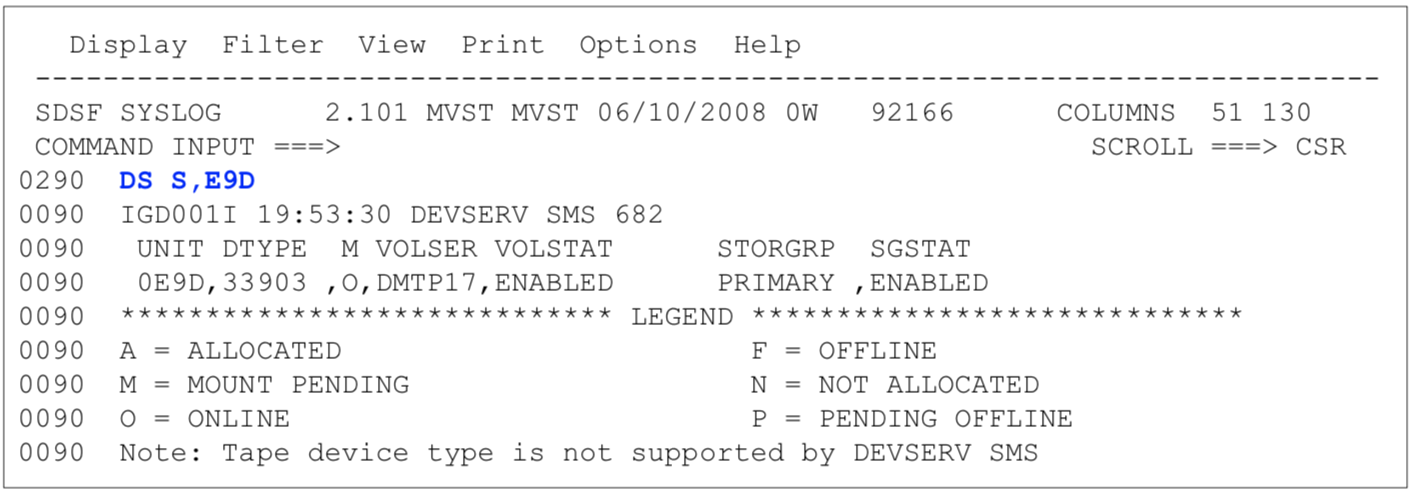 Display  Filter  View  Print  Options  Help
--------------------------------------------------------------------------------
SDSF SYSLOG      2.101 MVST MVST 06/10/2008 0W   92166      COLUMNS  51 130
COMMAND INPUT ===>                                            SCROLL ===> CSR
0290  DS S,E9D
0090  IGD001I 19:53:30 DEVSERV SMS 682
0090   UNIT DTYPE  M VOLSER VOLSTAT      STORGRP  SGSTAT
0090   0E9D,33903 ,O,DMTP17,ENABLED      PRIMARY ,ENABLED
0090  ***************************** LEGEND *****************************
0090  A = ALLOCATED                        F = OFFLINE
0090  M = MOUNT PENDING                    N = NOT ALLOCATED
0090  O = ONLINE                           P = PENDING OFFLINE
0090  Note: Tape device type is not supported by DEVSERV SMS